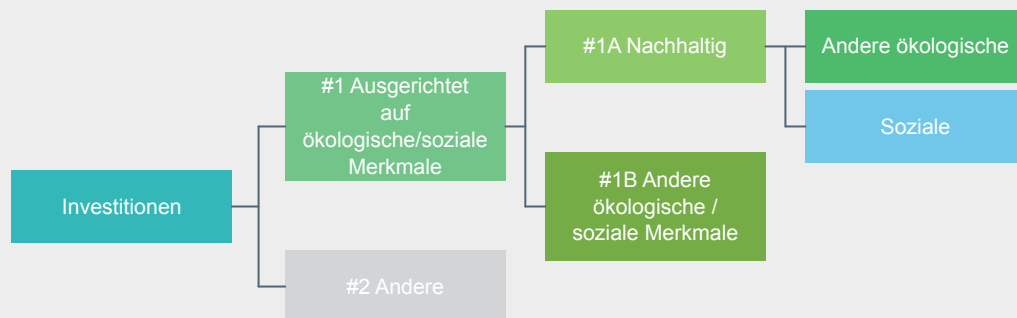 Investitionen
#1 Ausgerichtet
auf
ökologische/soziale
Merkmale
#2 Andere
#1A Nachhaltig
#1B Andere
ökologische /
soziale Merkmale
Andere ökologische
Soziale